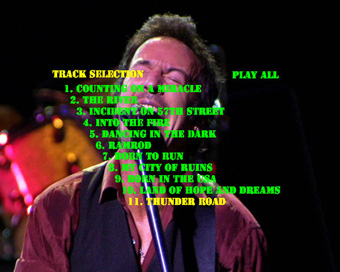 TRACK SELECTION
PLAY ALL
1. COUNTING ON A MIRACLE
2. THE RIVER
3. INCIDENT ON 57TH STREET
4. INTO THE FIRE
5. DANCING IN THE DARK
6. RAMROD
7. BORN TO RUN
8. MY CITY OF RUINS
9. BORN IN THE USA
10. LAND OF HOPE AND DREAMS
11. THUNDER ROAD